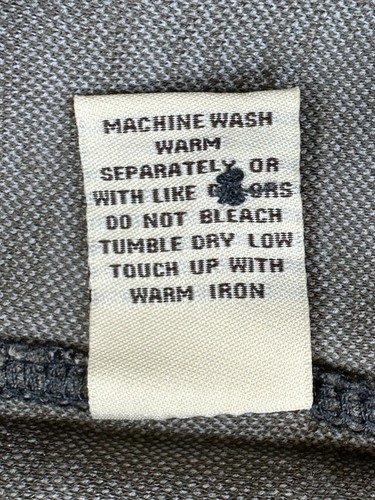 MACHINE WASH
WARM
SEPARATELY OR
WITH LIKE
DO NOT BLEACH
TUMBLE DRY LOW
TOUCH UP WITH
WARM IRON